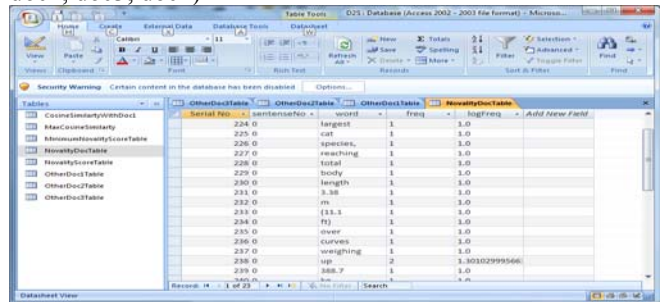 Table Tools D25 : Database (Access 2002 - 2003 file format) - Microso...
Home Create External Data Database Tools Datasheet
View Paste Calibri 11 B I U Refresh All New Save Delete Totals Spelling More Filter Selection Advanced Toggle Filter Find
Views Clipboard Font Rich Text Records Sort & Filter Find
Security Warning Certain content in the database has been disabled Options...
Tables OtherDoc3Table OtherDoc2Table OtherDoc1Table NovalityDocTable
CosineSimilartyWithDoc1
MaxCosineSimilarty
MinimumNovalityScoreTable
NovalityDocTable
NovalityScoreTable
OtherDoc1Table
OtherDoc2Table
OtherDoc3Table
Serial No sentenseNo word freq logFreq Add New Field
224 0 largest 1 1.0
225 0 cat 1 1.0
226 0 species, 1 1.0
227 0 reaching 1 1.0
228 0 total 1 1.0
229 0 body 1 1.0
230 0 length 1 1.0
231 0 3.38 1 1.0
232 0 m 1 1.0
233 0 (11.1 1 1.0
234 0 ft) 1 1.0
235 0 over 1 1.0
236 0 curves 1 1.0
237 0 weighing 1 1.0
238 0 up 2 1.30102999566
239 0 388.7 1 1.0
Record: 1 of 23 No Filter Search
Datasheet View